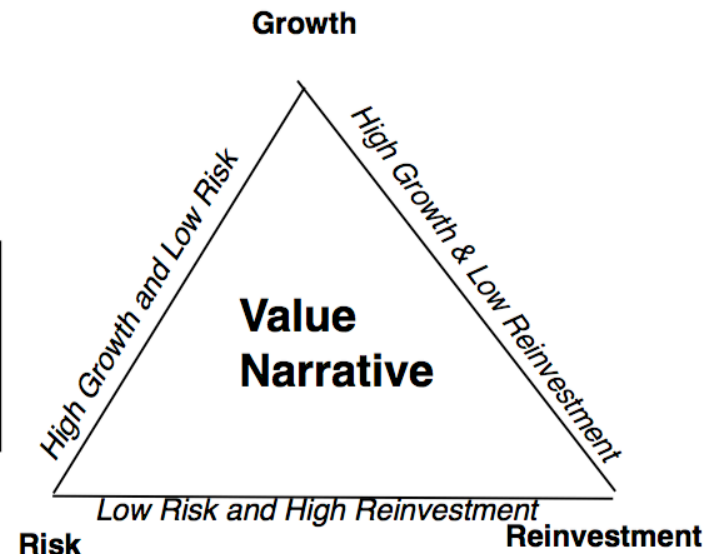 Growth
High Growth and Low Risk
High Growth & Low Reinvestment
Value
Narrative
Low Risk and High Reinvestment
Risk
Reinvestment